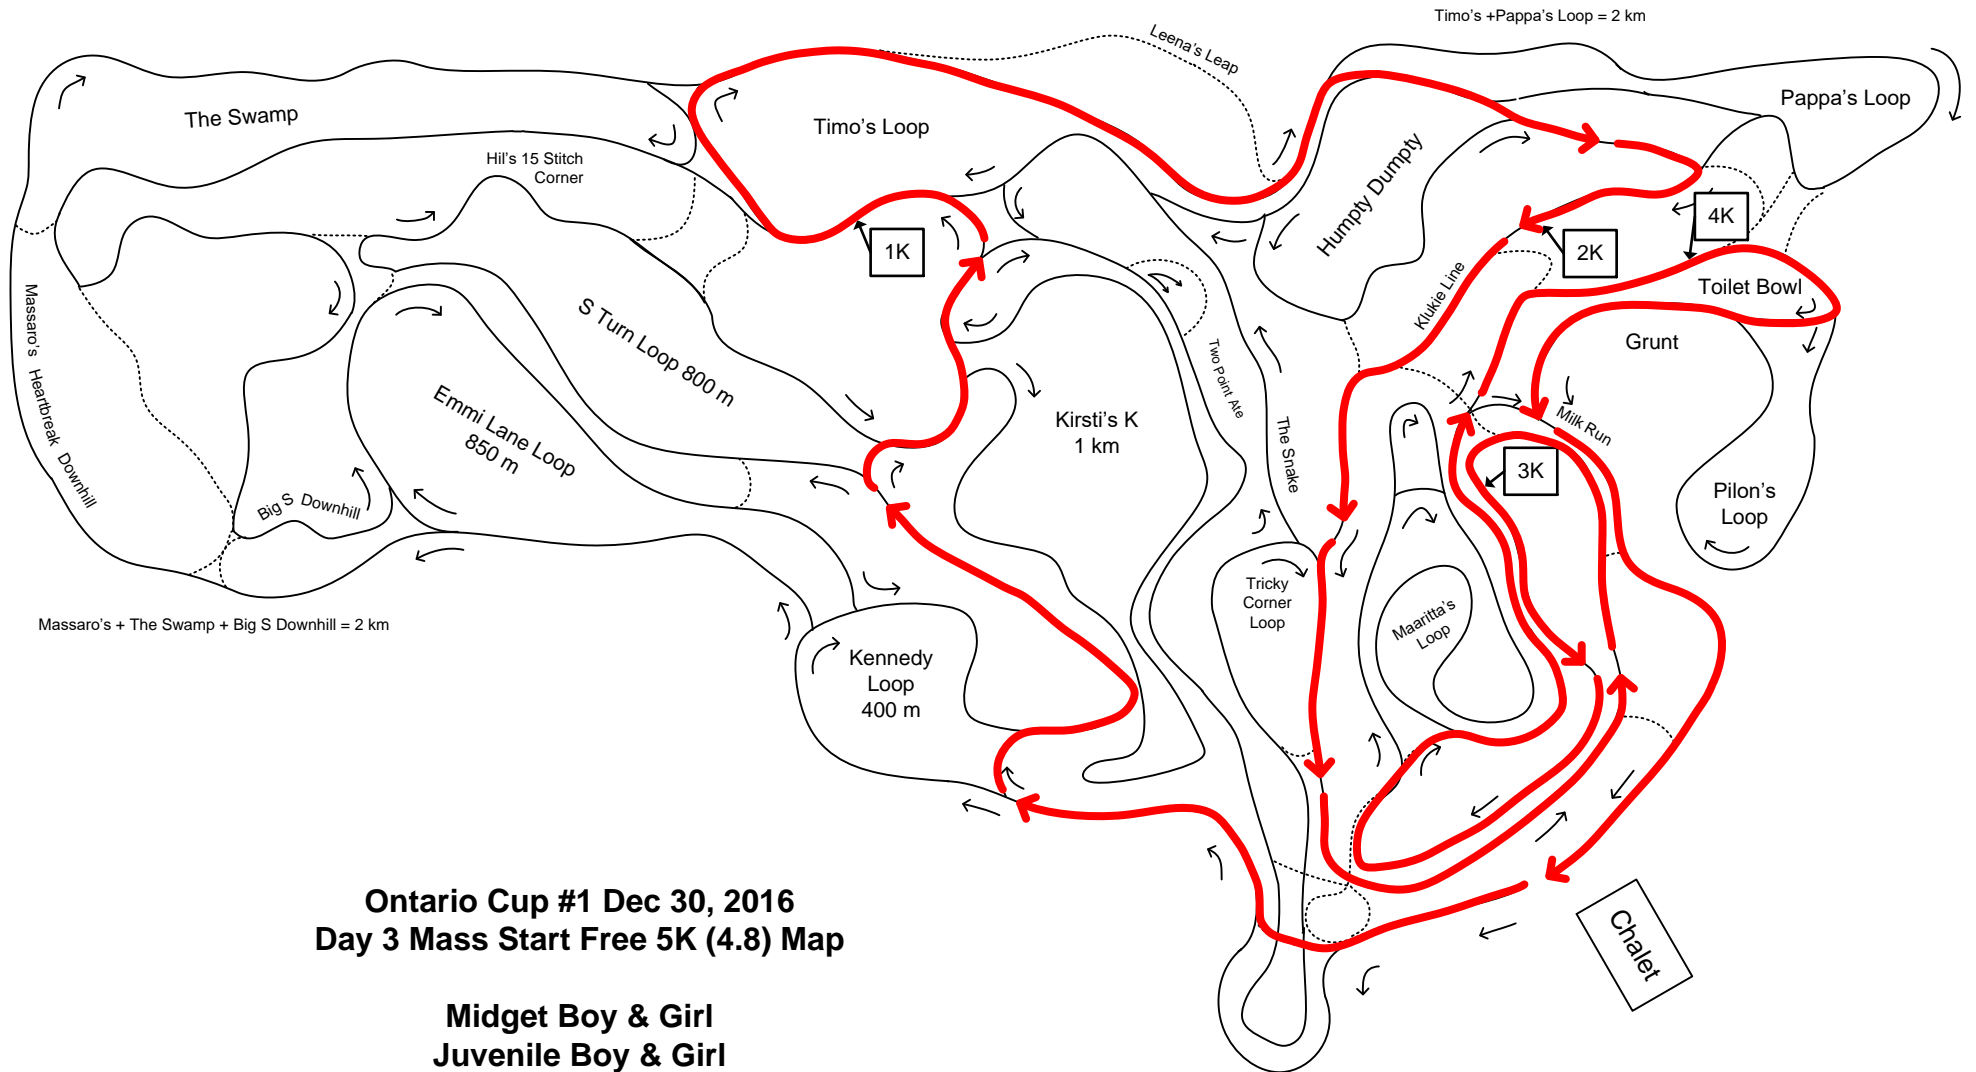 Timo's +Pappa's Loop = 2 km
Leena's Leap
The Swamp
Timo's Loop
Pappa's Loop
Hil's 15 Stitch
Corner
Humpty Dumpty
1K
2K
4K
Klukie Line
Toilet Bowl
Massaro's Heartbreak Downhill
S Turn Loop 800 m
Two Point Ate
Grunt
Emmi Lane Loop
850 m
Kirsti's K
1 km
The Snake
Milk Run
3K
Big S Downhill
Pilon's
Loop
Tricky
Corner
Loop
Maaritta's
Loop
Massaro's + The Swamp + Big S Downhill = 2 km
Kennedy
Loop
400 m
Chalet
Ontario Cup #1 Dec 30, 2016
Day 3 Mass Start Free 5K (4.8) Map
Midget Boy & Girl
Juvenile Boy & Girl